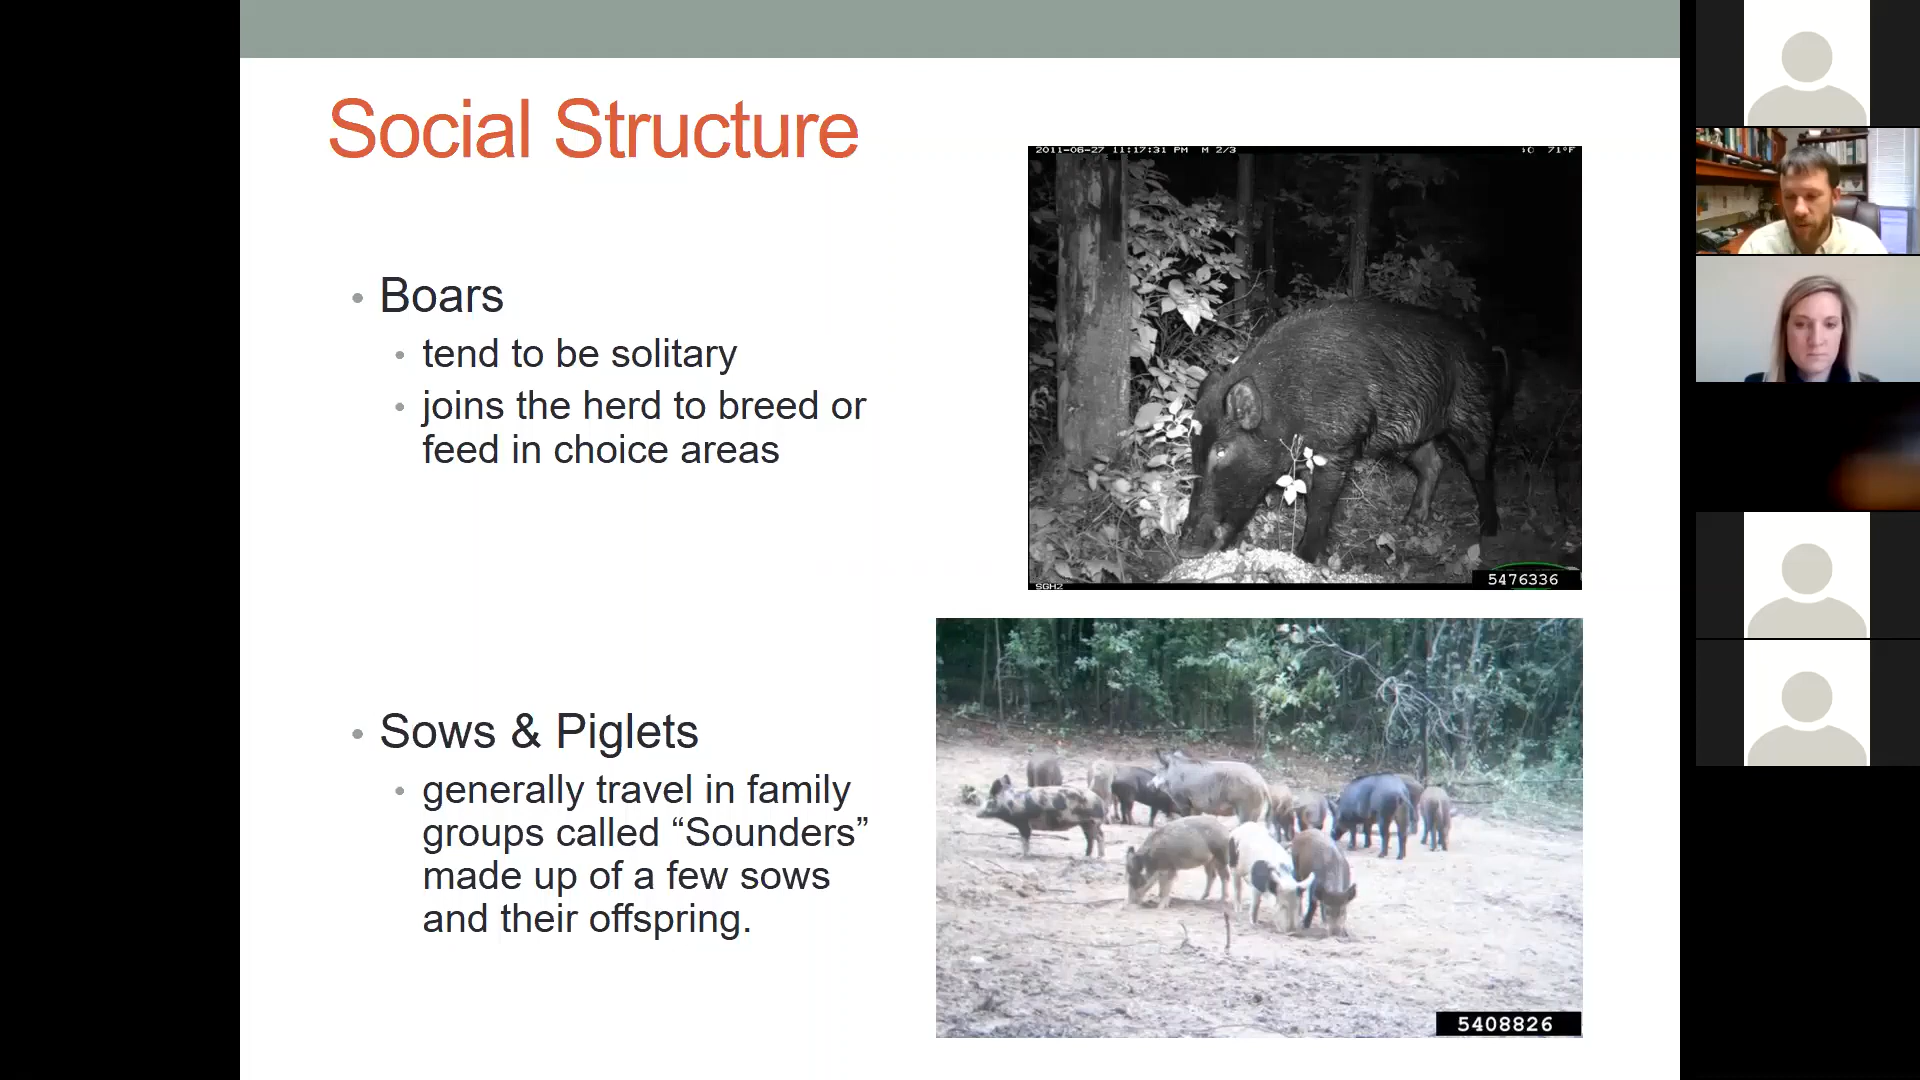 Social Structure
2011-06-27 11:17:31 PM M 2/3
71°F
• Boars
• tend to be solitary
• joins the herd to breed or
feed in choice areas
5476336
SGH2
• Sows & Piglets
• generally travel in family
groups called “Sounders”
made up of a few sows
and their offspring.
5408826